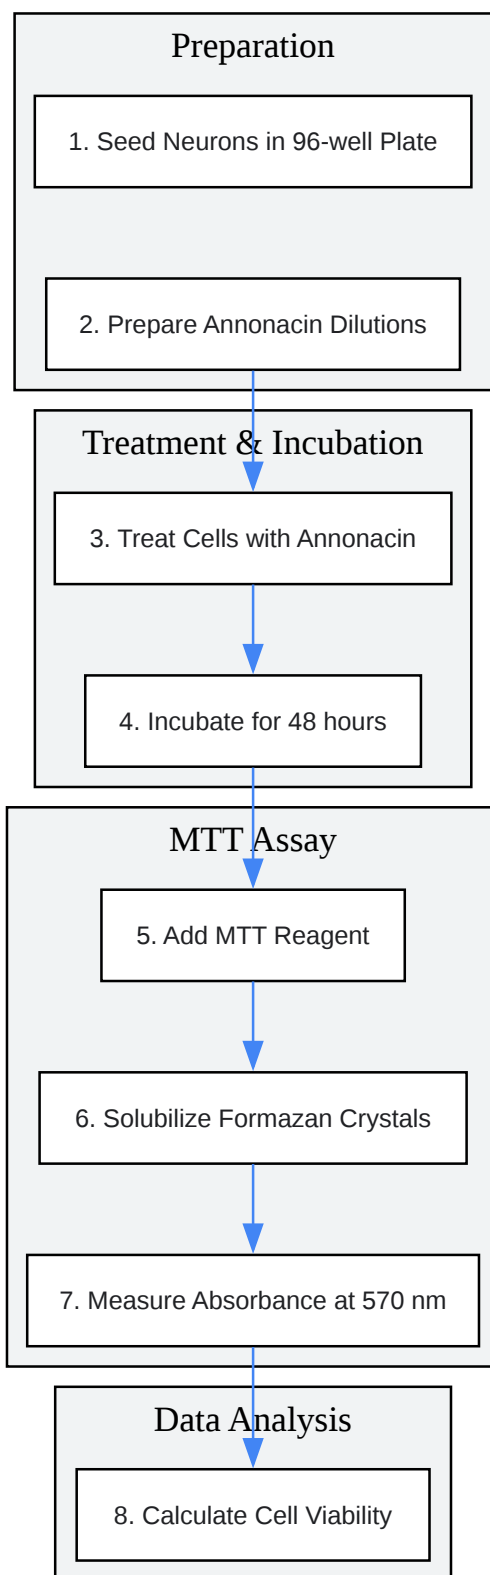 Preparation
1. Seed Neurons in 96-well Plate
2. Prepare Annonacin Dilutions
Treatment & Incubation
3. Treat Cells with Annonacin
4. Incubate for 48 hours
MTT Assay
5. Add MTT Reagent
6. Solubilize Formazan Crystals
7. Measure Absorbance at 570 nm
Data Analysis
8. Calculate Cell Viability